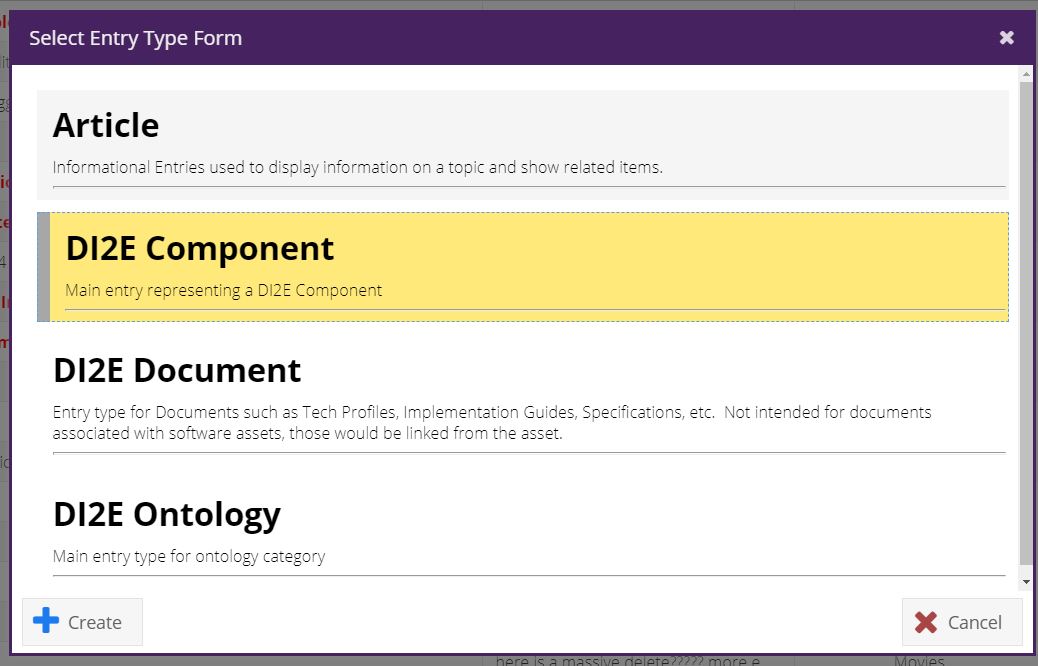 Select Entry Type Form
Article
Informational Entries used to display information on a topic and show related items.
DI2E Component
Main entry representing a DI2E Component
DI2E Document
Entry type for Documents such as Tech Profiles, Implementation Guides, Specifications, etc.  Not intended for documents
associated with software assets, those would be linked from the asset.
DI2E Ontology
Main entry type for ontology category
Create
Cancel
here is a massive delete????? more e
Movies